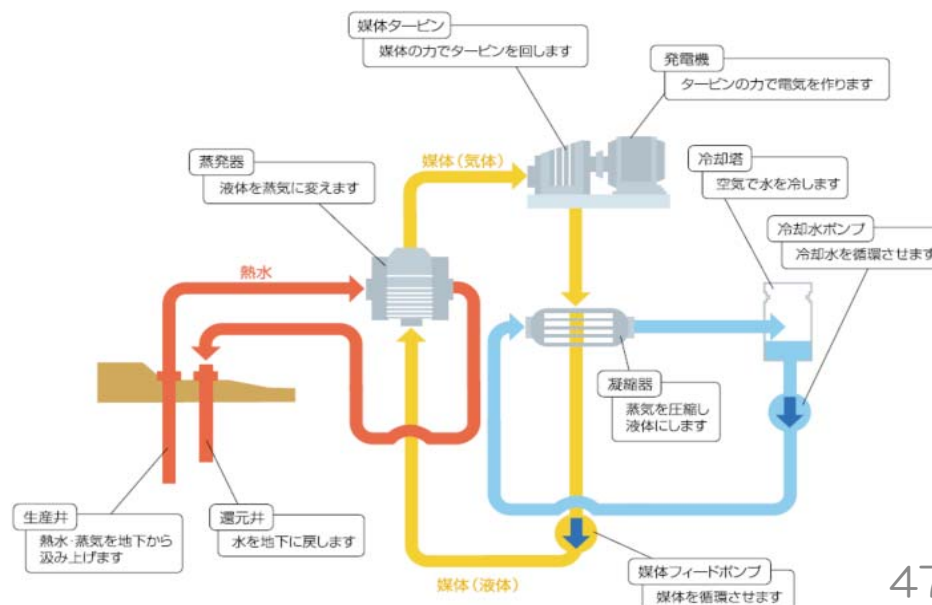 媒体タービン
媒体の力でタービンを回します
発電機
タービンの力で電気を作ります
蒸発器
液体を蒸気に変えます
媒体（気体）
冷却塔
空気で水を冷します
冷却水ポンプ
冷却水を循環させます
熱水
凝縮器
蒸気を圧縮し
液体にします
生産井
熱水・蒸気を地下から
汲み上げます
還元井
水を地下に戻します
媒体（液体）
媒体フィードポンプ
媒体を循環させます
47